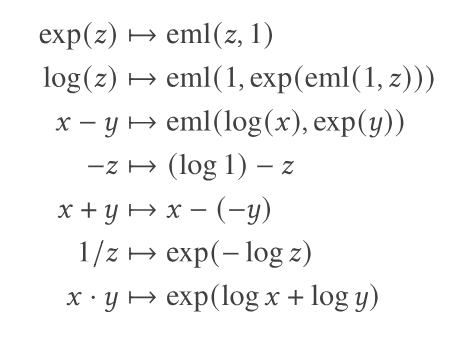 exp(z) ↦ eml(z, 1)
log(z) ↦ eml(1, exp(eml(1, z)))
x − y ↦ eml(log(x), exp(y))
−z ↦ (log 1) − z
x + y ↦ x − (−y)
1/z ↦ exp(− log z)
x · y ↦ exp(log x + log y)